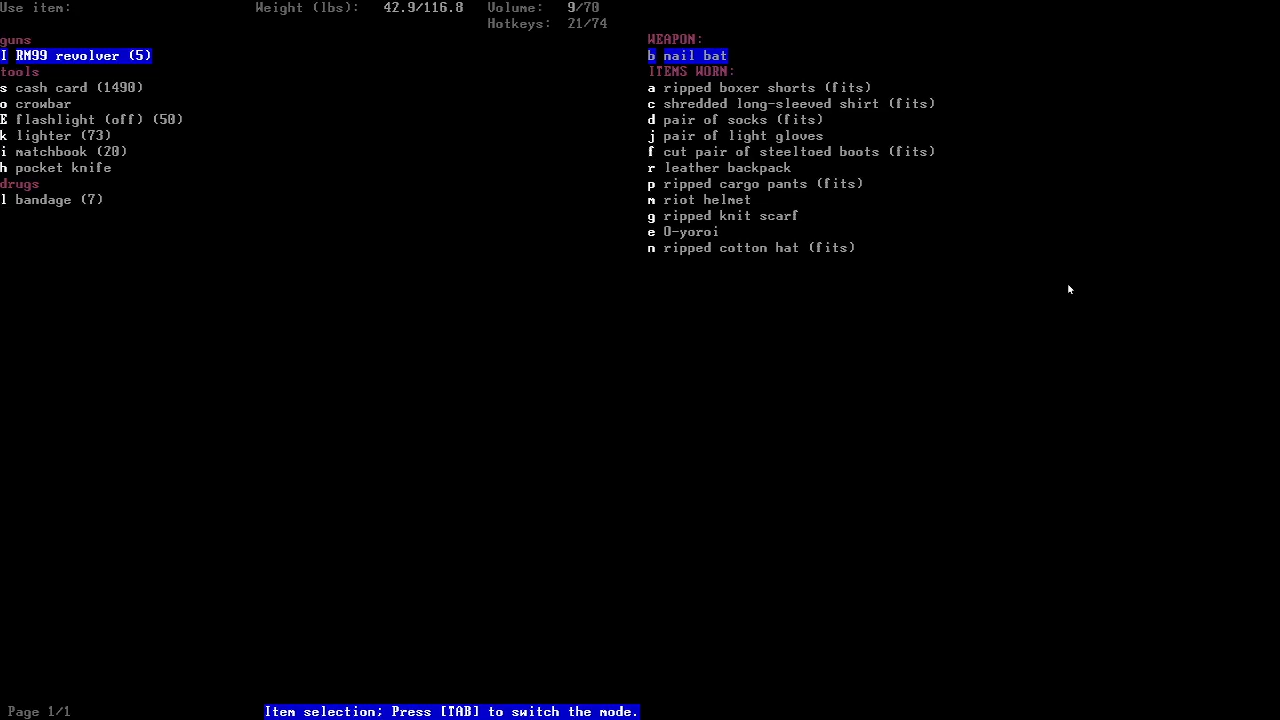 Use item: Weight (lbs): 42.9/116.8 Volume: 9/70
Hotkeys: 21/74
guns
I RM99 revolver (5)
tools
s cash card (1490)
o crowbar
E flashlight (off) (50)
k lighter (73)
i matchbook (20)
h pocket knife
drugs
l bandage (7)
WEAPON:
b nail bat
ITEMS WORN:
a ripped boxer shorts (fits)
c shredded long-sleeved shirt (fits)
d pair of socks (fits)
j pair of light gloves
f cut pair of steeltoed boots (fits)
r leather backpack
p ripped cargo pants (fits)
m riot helmet
g ripped knit scarf
e O-yoroi
n ripped cotton hat (fits)
Page 1/1 Item selection; Press [TAB] to switch the mode.